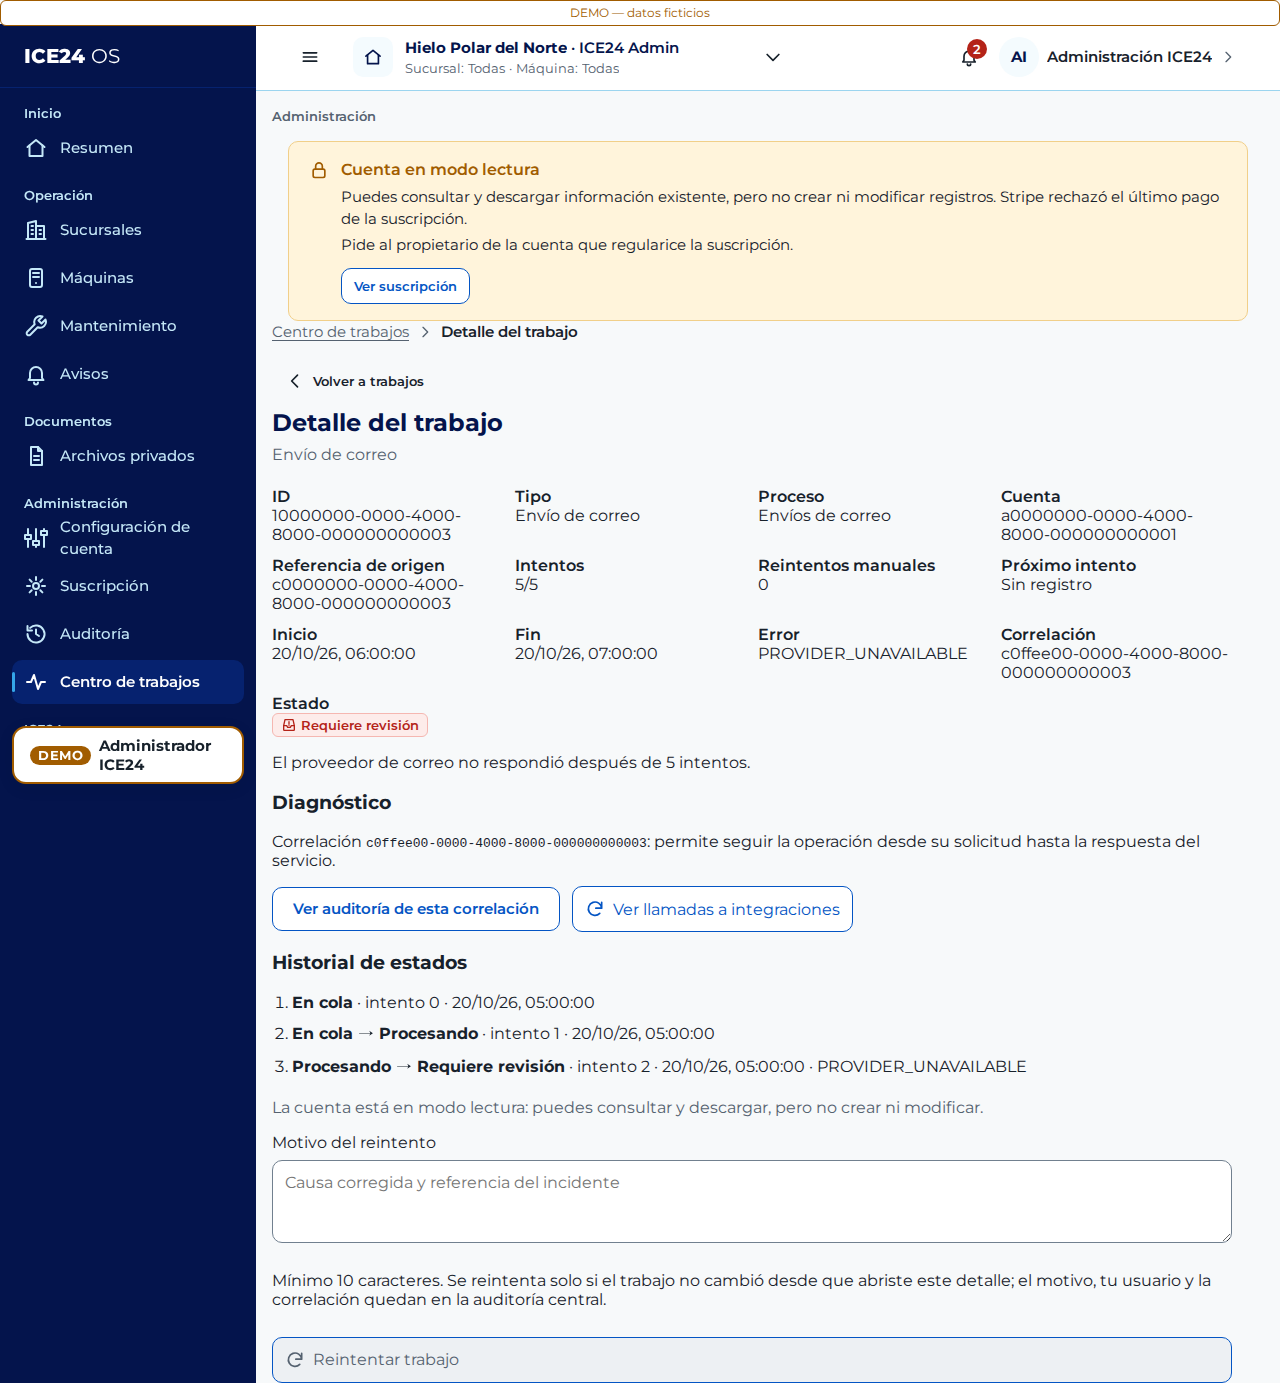 DEMO — datos ficticios
ICE24 OS
Inicio
Resumen
Operación
Sucursales
Máquinas
Mantenimiento
Avisos
Documentos
Archivos privados
Administración
Configuración de
cuenta
Suscripción
Auditoría
Centro de trabajos
DEMO
Administrador
ICE24
Hielo Polar del Norte · ICE24 Admin
Sucursal: Todas · Máquina: Todas
2
AI
Administración ICE24
Administración
Cuenta en modo lectura
Puedes consultar y descargar información existente, pero no crear ni modificar registros. Stripe rechazó el último pago
de la suscripción.
Pide al propietario de la cuenta que regularice la suscripción.
Ver suscripción
Centro de trabajos > Detalle del trabajo
Volver a trabajos
Detalle del trabajo
Envío de correo
ID
10000000-0000-4000-
8000-000000000003
Tipo
Envío de correo
Proceso
Envíos de correo
Cuenta
a0000000-0000-4000-
8000-000000000001
Referencia de origen
c0000000-0000-4000-
8000-000000000003
Intentos
5/5
Reintentos manuales
0
Próximo intento
Sin registro
Inicio
20/10/26, 06:00:00
Fin
20/10/26, 07:00:00
Error
PROVIDER_UNAVAILABLE
Correlación
c0ffee00-0000-4000-8000-
000000000003
Estado
Requiere revisión
El proveedor de correo no respondió después de 5 intentos.
Diagnóstico
Correlación c0ffee00-0000-4000-8000-000000000003: permite seguir la operación desde su solicitud hasta la respuesta del
servicio.
Ver auditoría de esta correlación
Ver llamadas a integraciones
Historial de estados
1. En cola · intento 0 · 20/10/26, 05:00:00
2. En cola → Procesando · intento 1 · 20/10/26, 05:00:00
3. Procesando → Requiere revisión · intento 2 · 20/10/26, 05:00:00 · PROVIDER_UNAVAILABLE
La cuenta está en modo lectura: puedes consultar y descargar, pero no crear ni modificar.
Motivo del reintento
Causa corregida y referencia del incidente
Mínimo 10 caracteres. Se reintenta solo si el trabajo no cambió desde que abriste este detalle; el motivo, tu usuario y la
correlación quedan en la auditoría central.
Reintentar trabajo